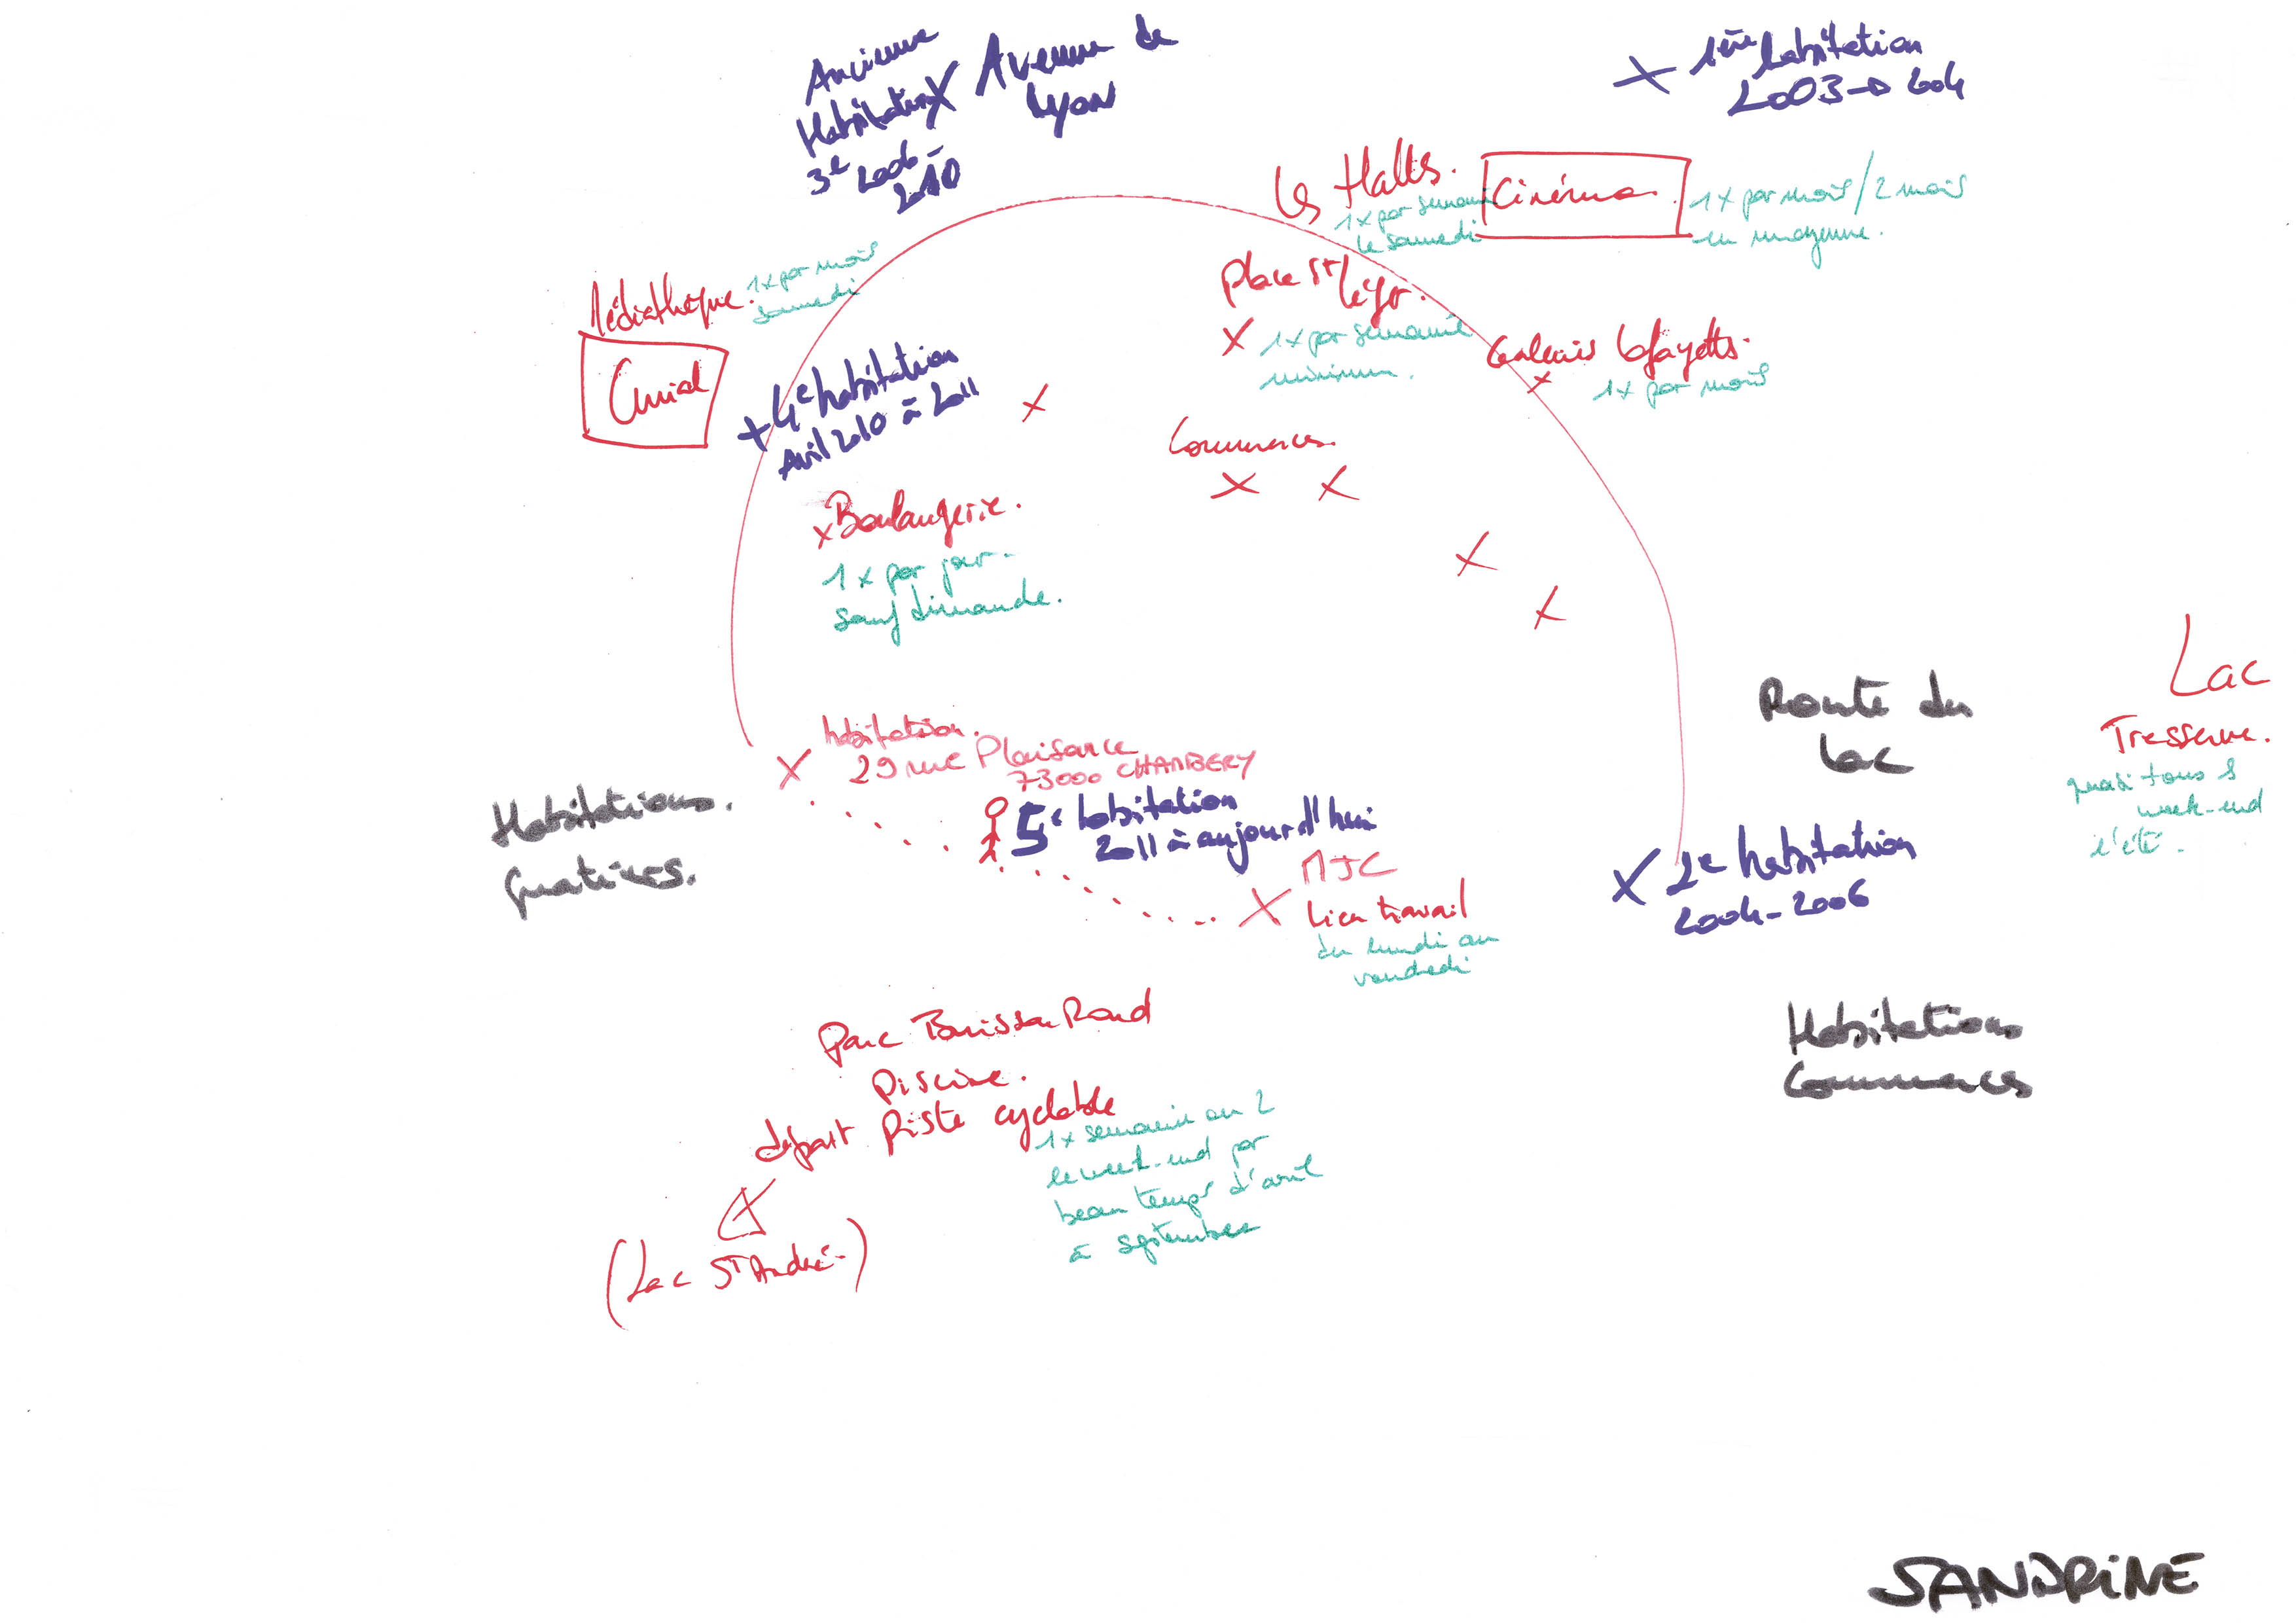 Ancienne
Habitation X Avenue de
Lyon
3e 2006-
2010
X 1ère habitation
2003 → 2004
Les Halles.
1x par semaine
le samedi
Cinéma.
1x par mois / 2 mois
en moyenne.
Médiathèque.
1x par mois
samedi
Curial
Place St Léger.
X 1x par semaine
minimum.
Galeries Lafayette.
1x par mois
+ 4e habitation
Avril 2010 à 2011
Commerces.
x Boulangerie.
1x par jour.
sauf dimanche.
Route du
Lac
Lac
Tresserve.
quasi tous ls
week-end
l'été.
habitation.
29 rue Plaisance
73000 CHAMBERY
5e habitation
2011 à aujourd'hui
Habitations.
MJC
Lieu travail
du lundi au
vendredi
X 2e habitation
2004-2006
Habitations
Commerces
Parc Buisson Rond
Piscine.
départ Piste cyclable
1x semaine ou 2
le week-end par
beau temps d'avril
à septembre
(Lac St André.)
SANDRINE